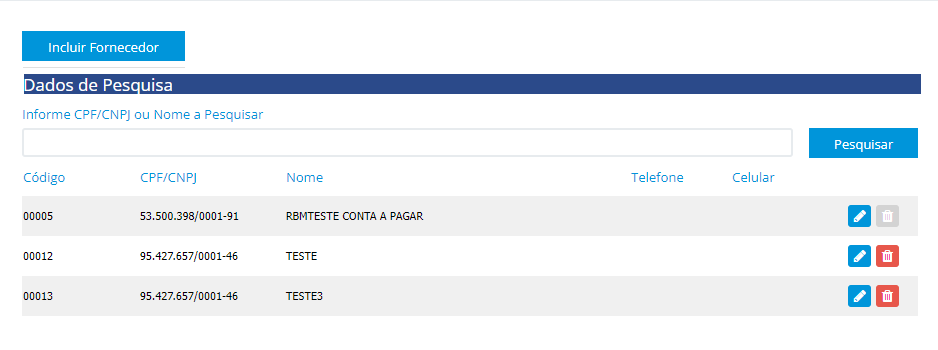 Incluir Fornecedor
Dados de Pesquisa
Informe CPF/CNPJ ou Nome a Pesquisar
Pesquisar
Código CPF/CNPJ Nome Telefone Celular
00005 53.500.398/0001-91 RBMTESTE CONTA A PAGAR
00012 95.427.657/0001-46 TESTE
00013 95.427.657/0001-46 TESTE3